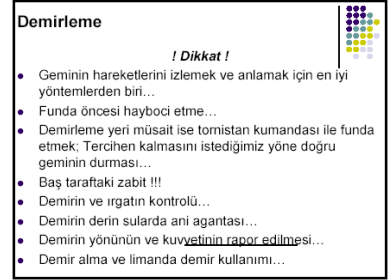 Demirleme
! Dikkat !
Geminin hareketlerini izlemek ve anlamak için en iyi
yöntemlerden biri…
Funda öncesi hayboci etme…
Demirleme yeri müsait ise tornistan kumandası ile funda
etmek; Tercihen kalmasını istediğimiz yöne doğru
geminin durması…
Baş taraftaki zabit !!!
Demirin ve ırgatın kontrolü…
Demirin derin sularda ani agantası…
Demirin yönünün ve kuvvetinin rapor edilmesi…
Demir alma ve limanda demir kullanımı…